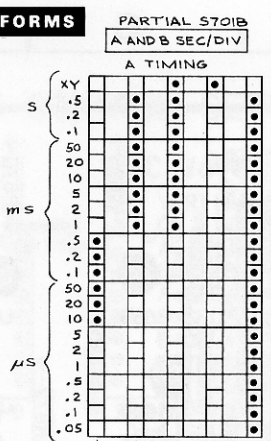 FORMS
PARTIAL S701B
A AND B SEC/DIV
A TIMING
XY
S
.5
.2
.1
mS
50
20
10
5
2
1
.5
.2
.1
µS
50
20
10
5
2
1
.5
.2
.1
.05